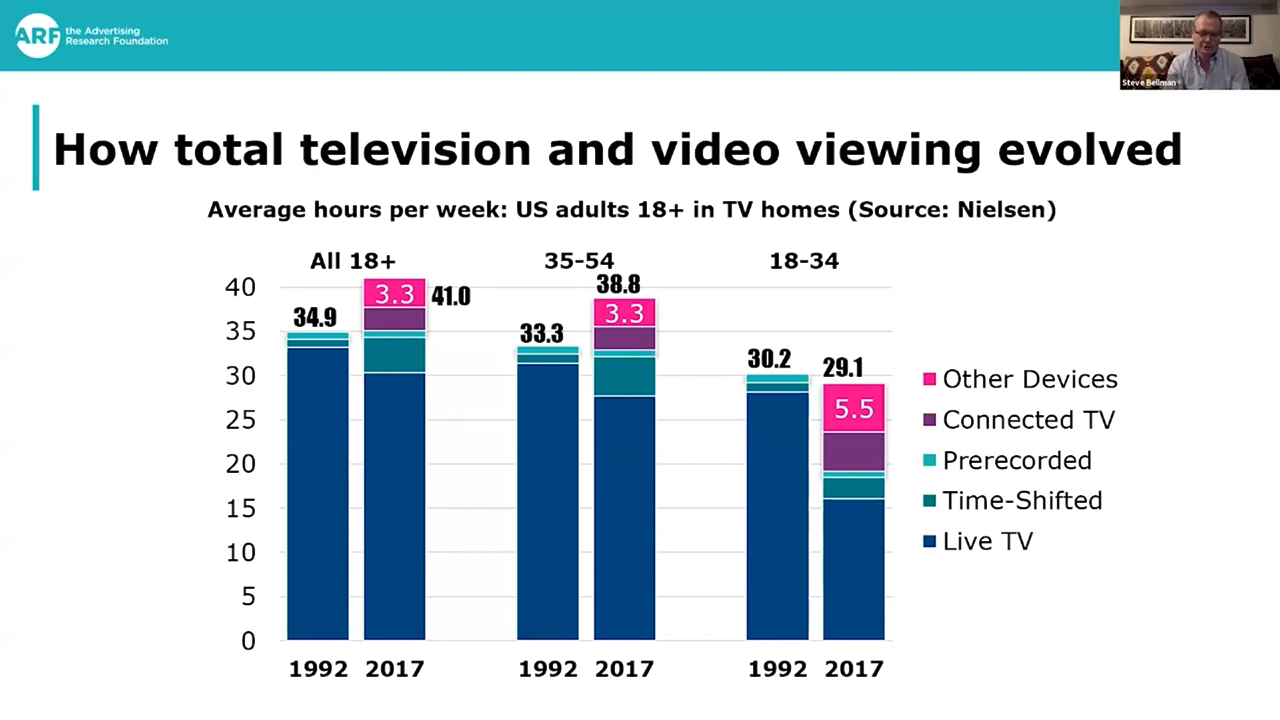 ARF the Advertising
Research Foundation
Steve Bellman
How total television and video viewing evolved
Average hours per week: US adults 18+ in TV homes (Source: Nielsen)
All 18+ 35-54 18-34
40
35
30
25
20
15
10
5
0
34.9
3.3
41.0
33.3
38.8
3.3
30.2
29.1
5.5
Other Devices
Connected TV
Prerecorded
Time-Shifted
Live TV
1992 2017 1992 2017 1992 2017